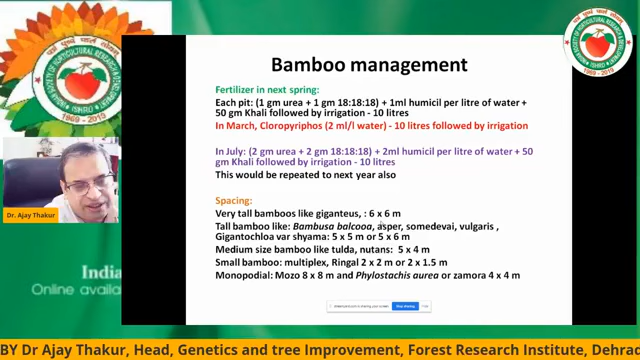 Bamboo management
Fertilizer in next spring:
Each pit: (1 gm urea + 1 gm 18:18:18) + 1ml humicil per litre of water +
50 gm Khali followed by irrigation - 10 litres
In March, Cloropyriphos (2 ml/l water) - 10 litres followed by irrigation
In July: (2 gm urea + 2 gm 18:18:18) + 2ml humicil per litre of water + 50
gm Khali followed by irrigation - 10 litres
This would be repeated to next year also
Spacing:
Very tall bamboos like giganteus, : 6 x 6 m
Tall bamboo like: Bambusa balcooa, asper, somedevai, vulgaris ,
Gigantochloa var shyama: 5 x 5 m or 5 x 6 m
Medium size bamboo like tulda, nutans:  5 x 4 m
Small bamboo: multiplex, Ringal 2 x 2 m or 2 x 1.5 m
Monopodial: Mozo 8 x 8 m and Phylostachis aurea or zamora 4 x 4 m
Stop sharing
Dr. Ajay Thakur
India
Online availa
ISHRD
1969 - 2019
BY Dr Ajay Thakur, Head, Genetics and tree Improvement, Forest Research Institute, Dehrad